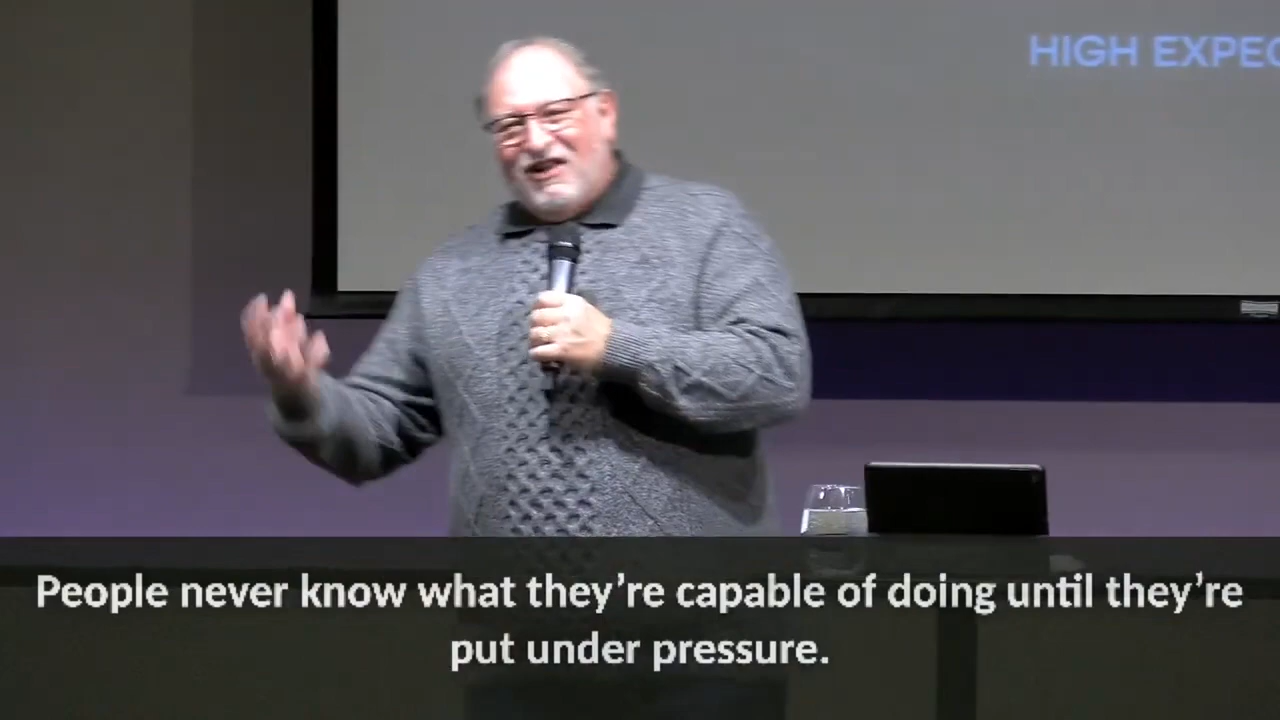 HIGH EXPEC
People never know what they're capable of doing until they're
put under pressure.